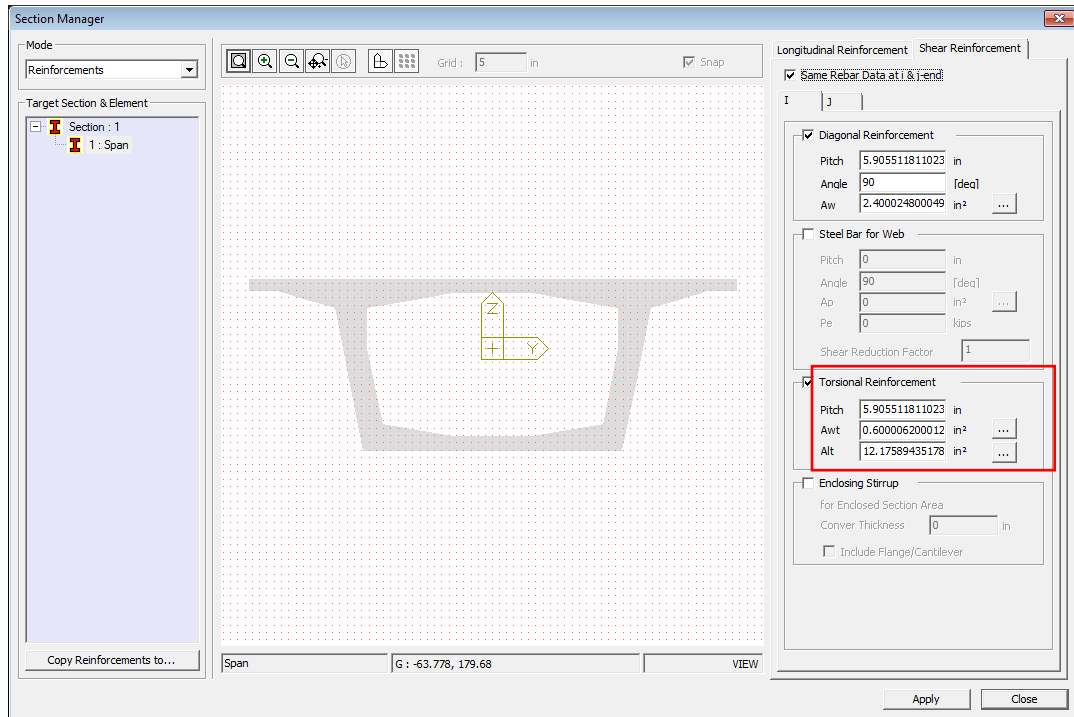 Section Manager
Mode
Reinforcements
Target Section & Element
Section : 1
1 : Span
Copy Reinforcements to...
Grid : 5 in
Snap
Z
Y
Span
G : -63.778, 179.68
VIEW
Longitudinal Reinforcement
Shear Reinforcement
Same Rebar Data at i & j-end
I
J
Diagonal Reinforcement
Pitch 5.905511811023 in
Angle 90 [deg]
Aw 2.400024800049 in² ...
Steel Bar for Web
Pitch 0 in
Angle 90 [deg]
Ap 0 in² ...
Pe 0 kips
Shear Reduction Factor 1
Torsional Reinforcement
Pitch 5.905511811023 in
Awt 0.600006200012 in² ...
Alt 12.17589435178 in² ...
Enclosing Stirrup
for Enclosed Section Area
Conver Thickness 0 in
Include Flange/Cantilever
Apply
Close